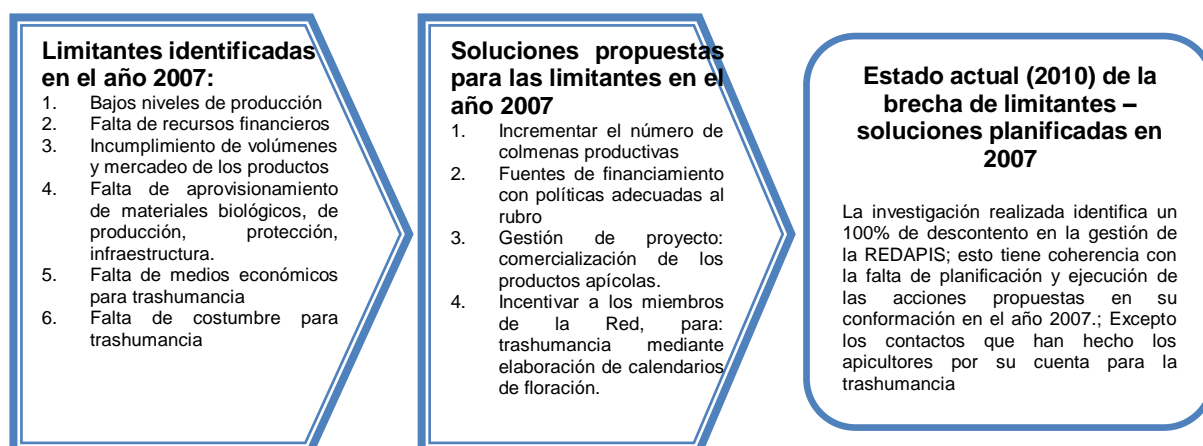 Limitantes identificadas
en el año 2007:
1. Bajos niveles de producción
2. Falta de recursos financieros
3. Incumplimiento de volúmenes
y mercadeo de los productos
4. Falta de aprovisionamiento
de materiales biológicos, de
producción, protección,
infraestructura.
5. Falta de medios económicos
para trashumancia
6. Falta de costumbre para
trashumancia
Soluciones propuestas
para las limitantes en el
año 2007
1. Incrementar el número de
colmenas productivas
2. Fuentes de financiamiento
con políticas adecuadas al
rubro
3. Gestión de proyecto:
comercialización de los
productos apícolas.
4. Incentivar a los miembros
de la Red, para:
trashumancia mediante
elaboración de calendarios
de floración.
Estado actual (2010) de la
brecha de limitantes –
soluciones planificadas en
2007
La investigación realizada identifica un
100% de descontento en la gestión de
la REDAPIS; esto tiene coherencia con
la falta de planificación y ejecución de
las acciones propuestas en su
conformación en el año 2007.; Excepto
los contactos que han hecho los
apicultores por su cuenta para la
trashumancia